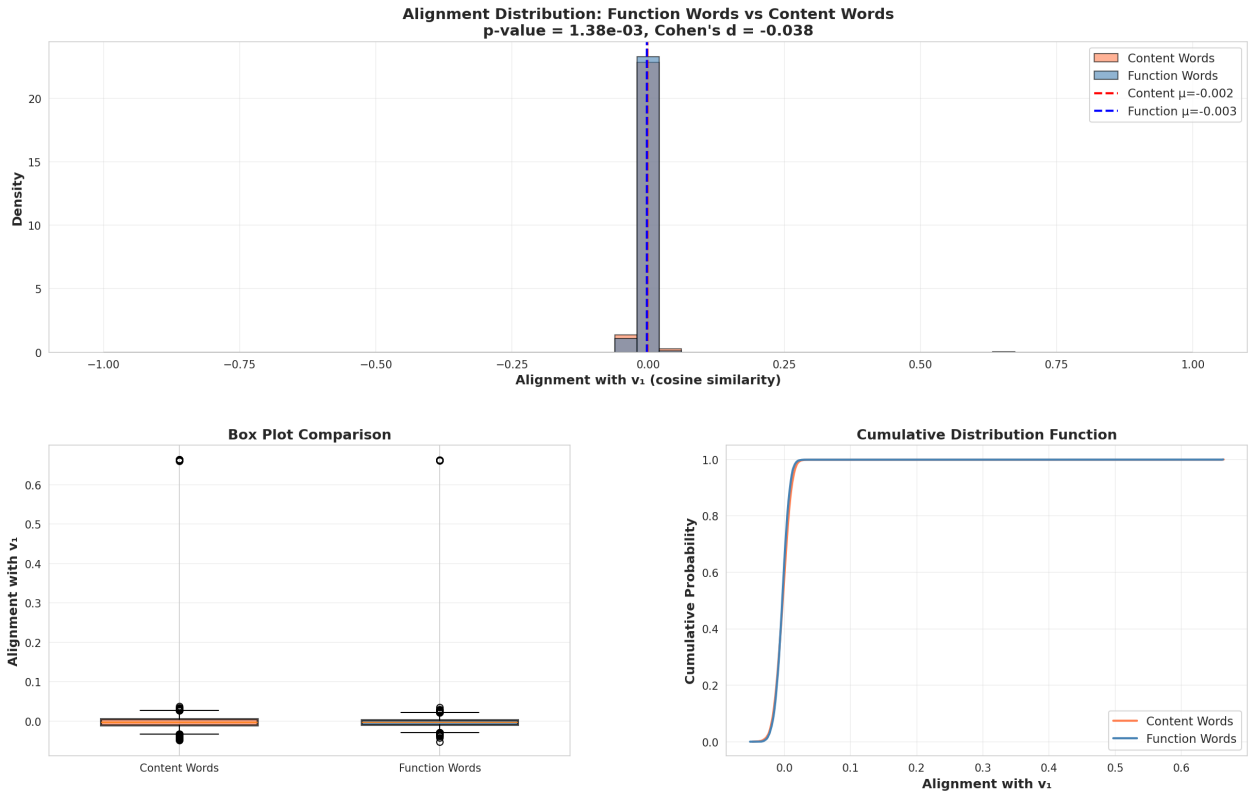 Alignment Distribution: Function Words vs Content Words
p-value = 1.38e-03, Cohen's d = -0.038
Content Words
Function Words
Content μ=-0.002
Function μ=-0.003
Density
20
15
10
5
0
−1.00 −0.75 −0.50 −0.25 0.00 0.25 0.50 0.75 1.00
Alignment with v₁ (cosine similarity)
Box Plot Comparison
Alignment with v₁
0.6
0.5
0.4
0.3
0.2
0.1
0.0
Content Words Function Words
Cumulative Distribution Function
Cumulative Probability
1.0
0.8
0.6
0.4
0.2
0.0
Content Words
Function Words
0.0 0.1 0.2 0.3 0.4 0.5 0.6
Alignment with v₁